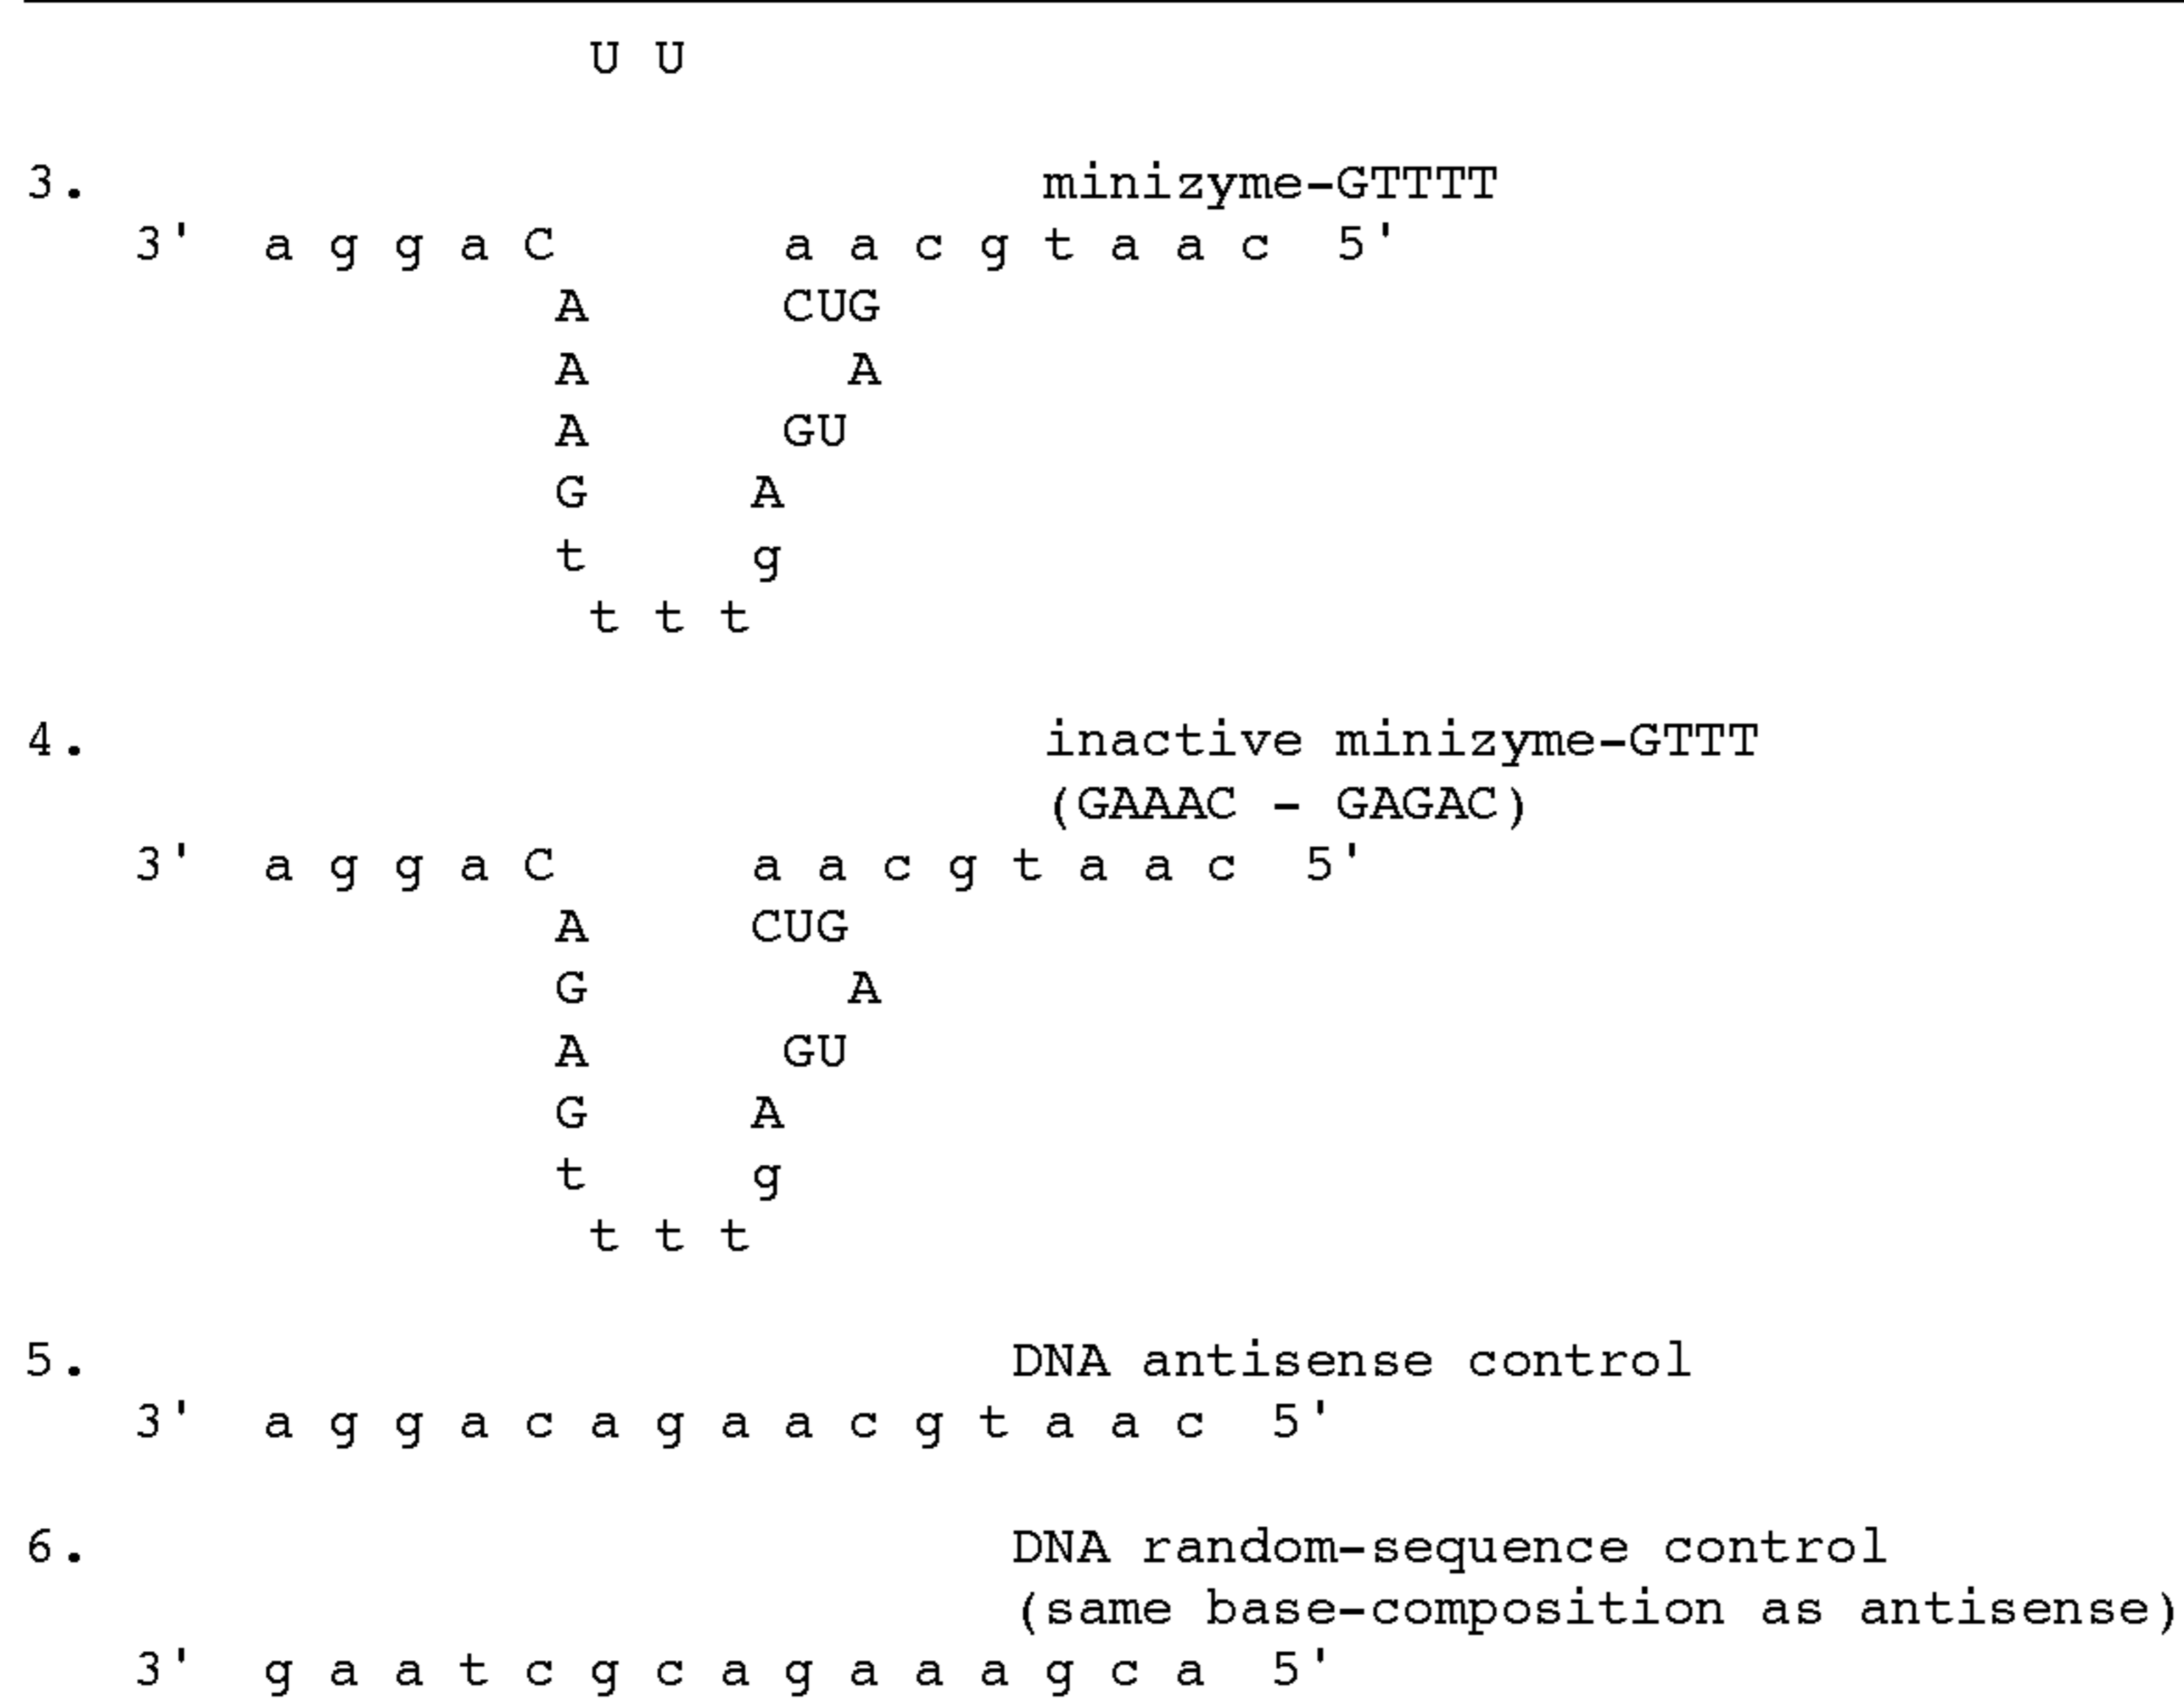 U U
3. minizyme-GTTTT
3' a g g a C a a c g t a a c 5'
A CUG
A A
A GU
G A
t g
t t t
4. inactive minizyme-GTTT
(GAAAC - GAGAC)
3' a g g a C a a c g t a a c 5'
A CUG
G A
A GU
G A
t g
t t t
5. DNA antisense control
3' a g g a c a g a a c g t a a c 5'
6. DNA random-sequence control
(same base-composition as antisense)
3' g a a t c g c a g a a a g c a 5'